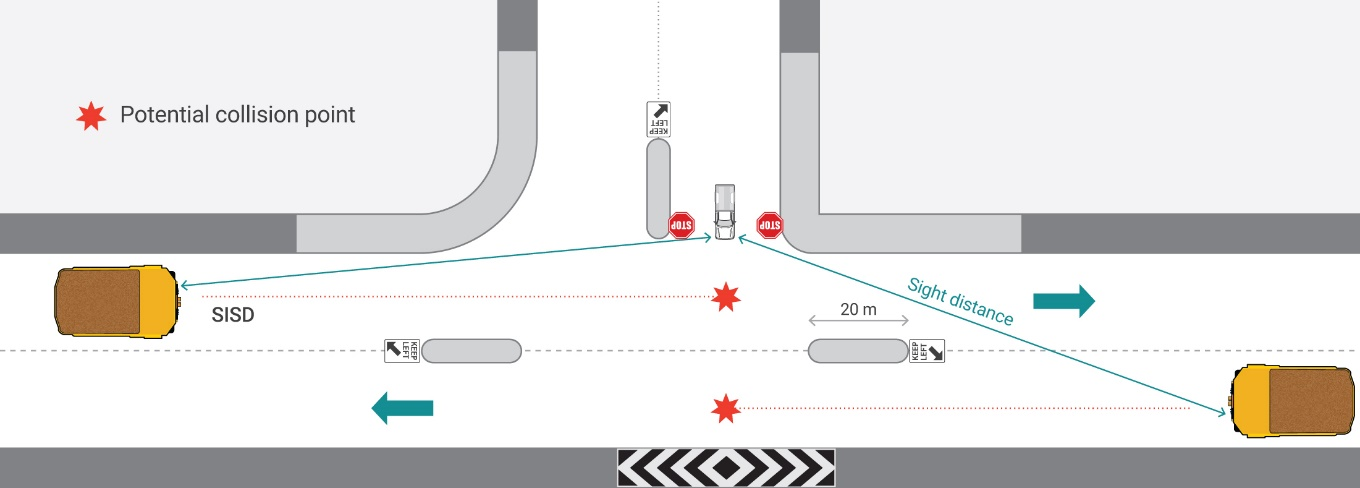 Potential collision point
KEEP
LEFT
STOP
STOP
Sight distance
SISD
20 m
KEEP
LEFT
KEEP
LEFT